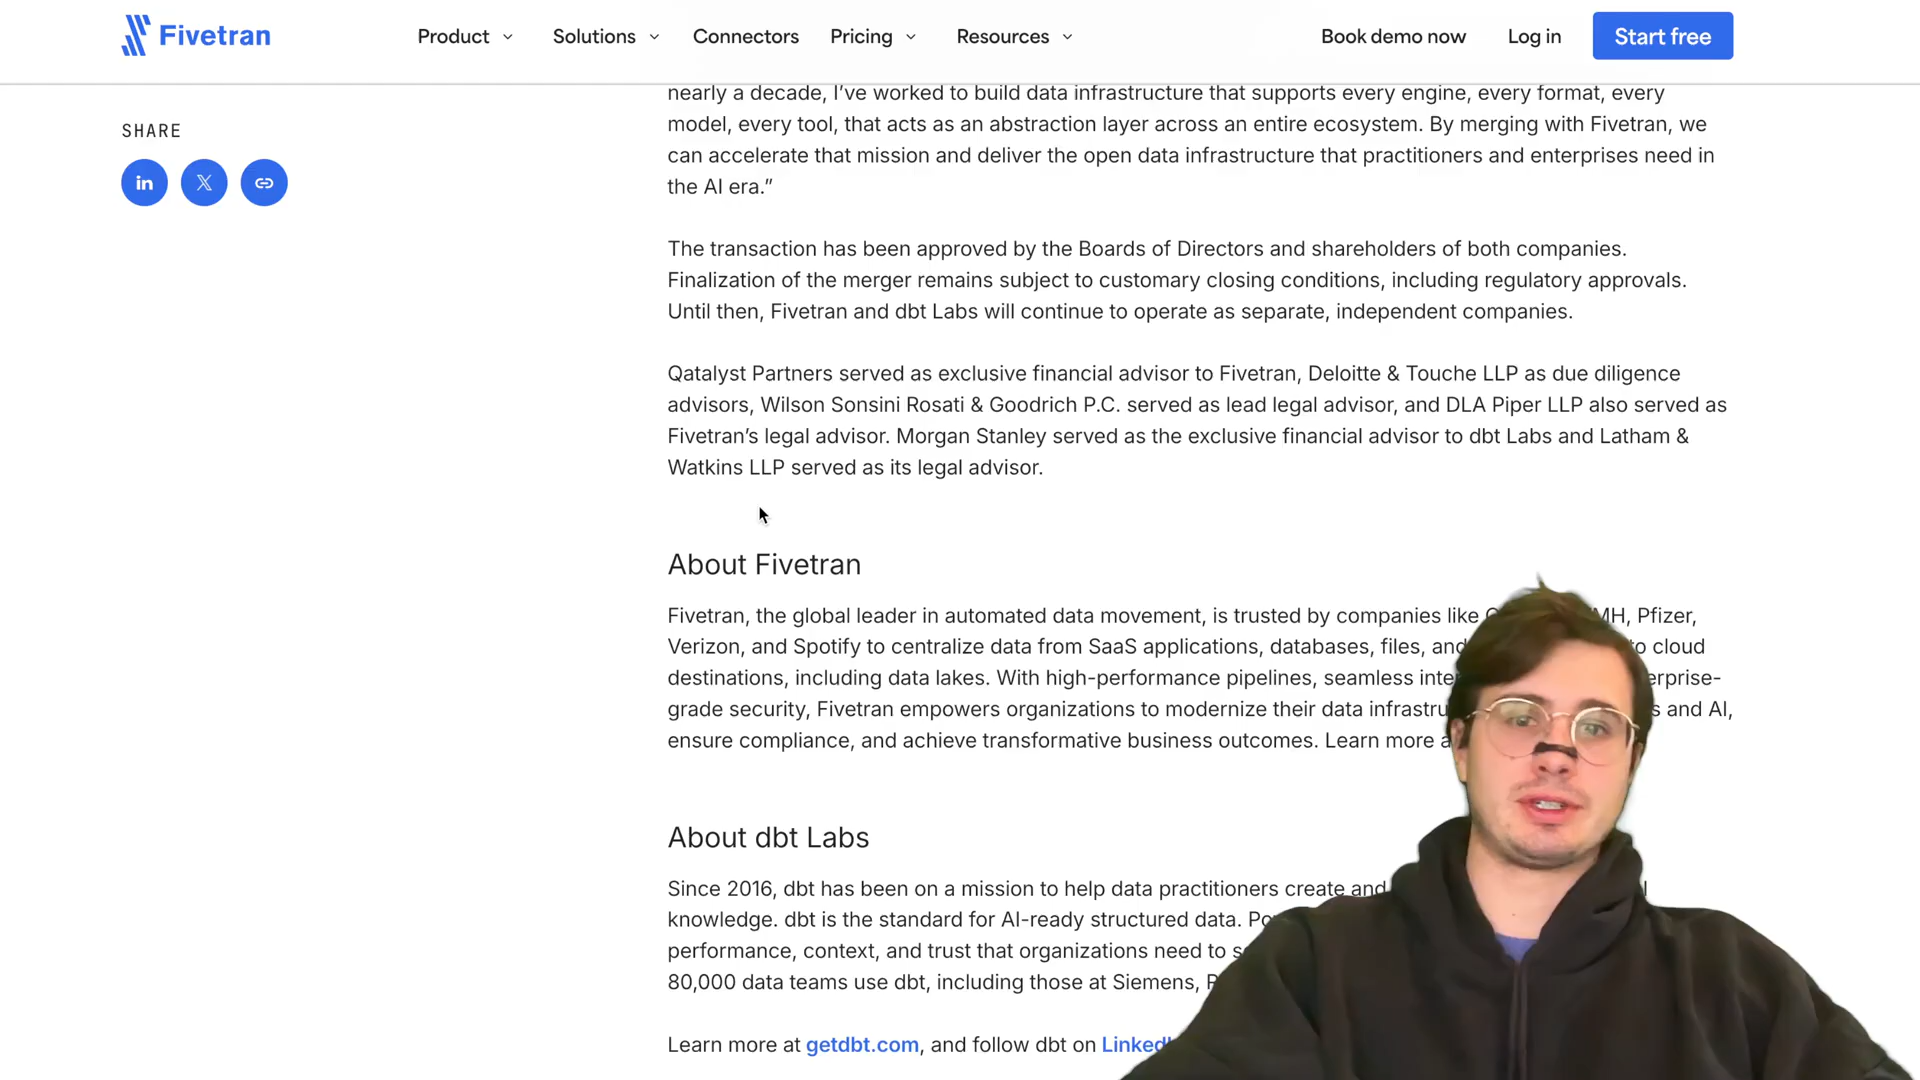 Fivetran
Product
Solutions
Connectors
Pricing
Resources
Book demo now
Log in
Start free
SHARE
in
X
nearly a decade, I’ve worked to build data infrastructure that supports every engine, every format, every
model, every tool, that acts as an abstraction layer across an entire ecosystem. By merging with Fivetran, we
can accelerate that mission and deliver the open data infrastructure that practitioners and enterprises need in
the AI era.”
The transaction has been approved by the Boards of Directors and shareholders of both companies.
Finalization of the merger remains subject to customary closing conditions, including regulatory approvals.
Until then, Fivetran and dbt Labs will continue to operate as separate, independent companies.
Qatalyst Partners served as exclusive financial advisor to Fivetran, Deloitte & Touche LLP as due diligence
advisors, Wilson Sonsini Rosati & Goodrich P.C. served as lead legal advisor, and DLA Piper LLP also served as
Fivetran’s legal advisor. Morgan Stanley served as the exclusive financial advisor to dbt Labs and Latham &
Watkins LLP served as its legal advisor.
About Fivetran
Fivetran, the global leader in automated data movement, is trusted by companies like Pfizer,
Verizon, and Spotify to centralize data from SaaS applications, databases, files, and cloud
destinations, including data lakes. With high-performance pipelines, seamless
grade security, Fivetran empowers organizations to modernize their data and AI,
ensure compliance, and achieve transformative business outcomes. Learn more
About dbt Labs
Since 2016, dbt has been on a mission to help data practitioners create and
knowledge. dbt is the standard for AI-ready structured data.
performance, context, and trust that organizations need to
80,000 data teams use dbt, including those at Siemens,
Learn more at getdbt.com, and follow dbt on